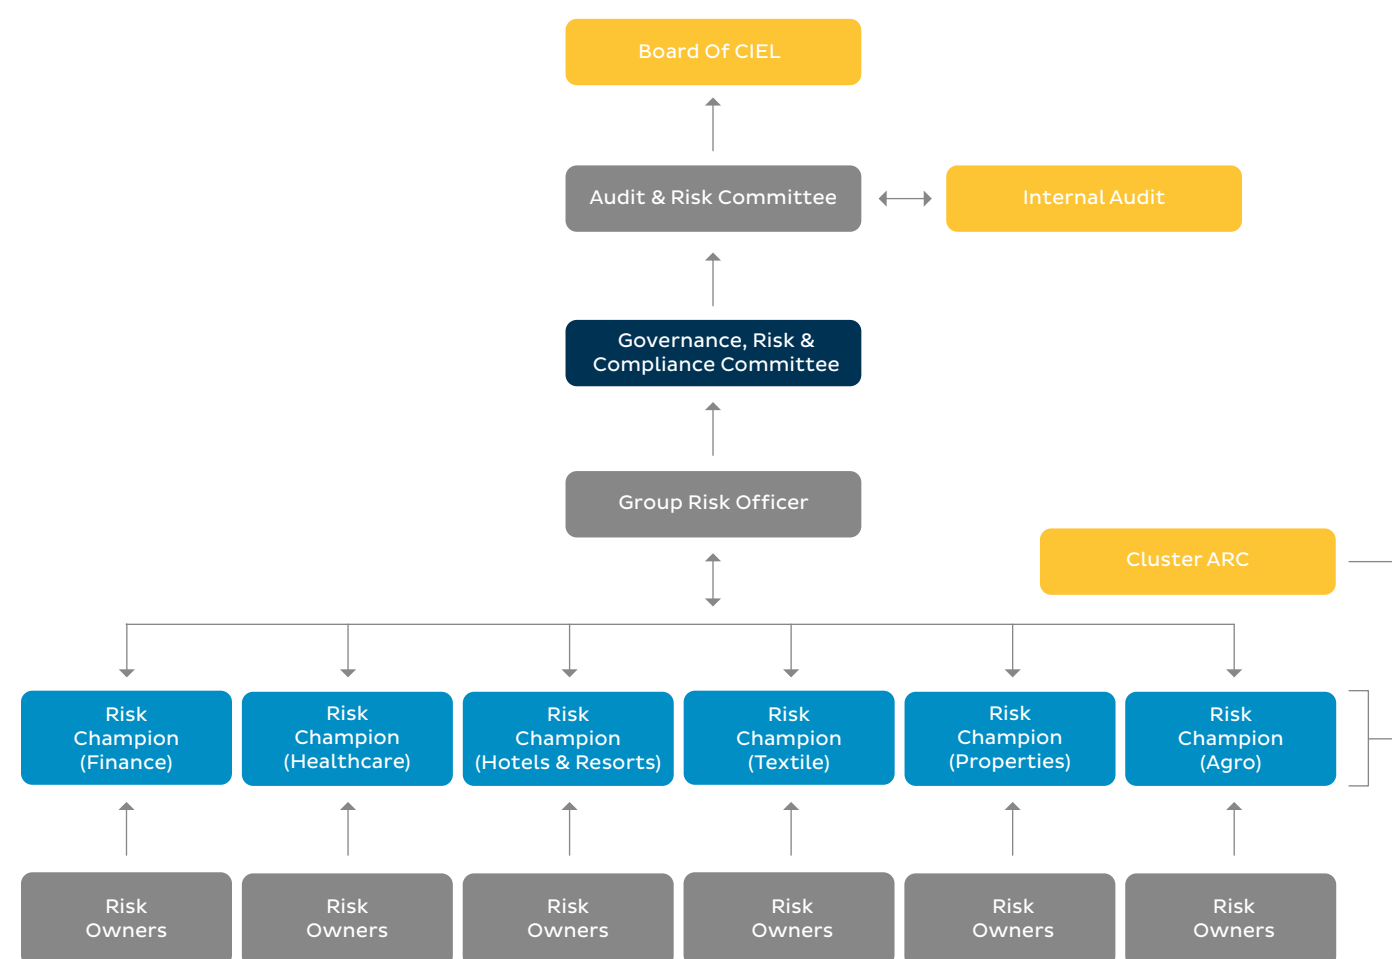 Board Of CIEL
Audit & Risk Committee
Internal Audit
Governance, Risk &
Compliance Committee
Group Risk Officer
Cluster ARC
Risk
Champion
(Finance)
Risk
Champion
(Healthcare)
Risk
Champion
(Hotels & Resorts)
Risk
Champion
(Textile)
Risk
Champion
(Properties)
Risk
Champion
(Agro)
Risk
Owners
Risk
Owners
Risk
Owners
Risk
Owners
Risk
Owners
Risk
Owners